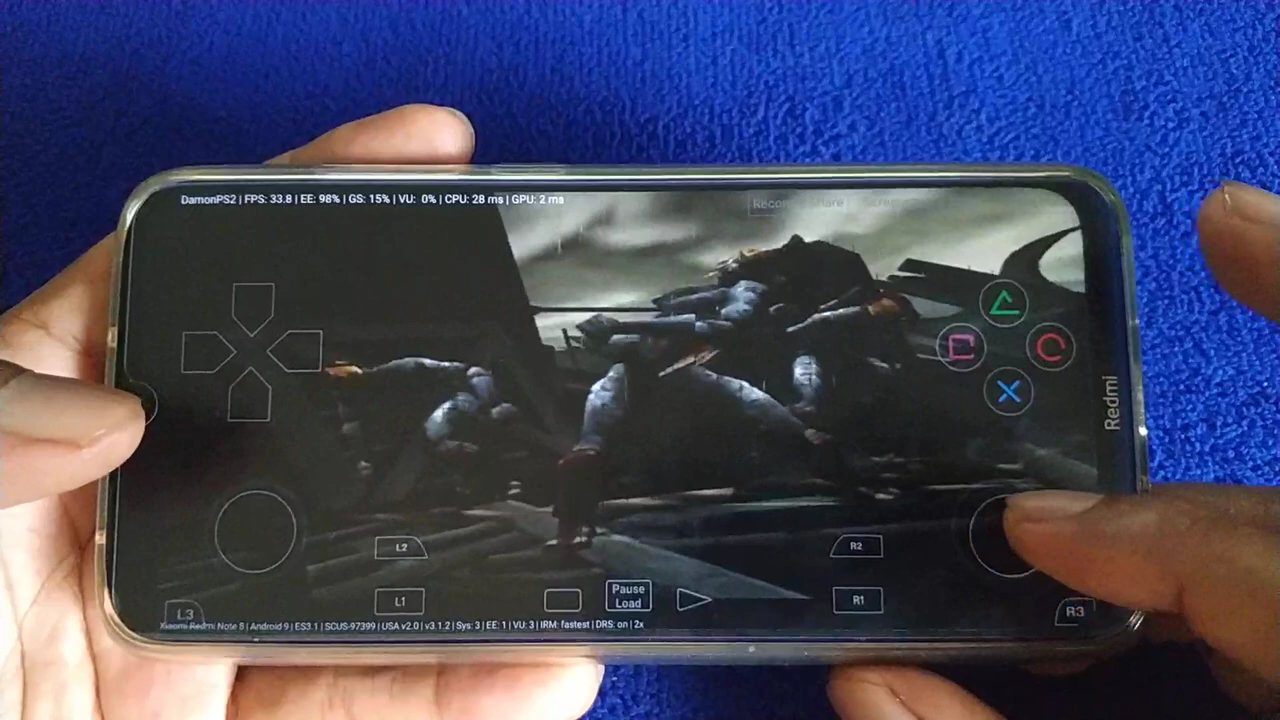 DamonPS2 | FPS: 33.8 | EE: 98% | GS: 15% | VU: 0% | CPU: 28 ms | GPU: 2 ms
Redmi
L2
R2
Pause
Load
L1
R1
L3
R3
Xiaomi Redmi Note 8 | Android 9 | ES3.1 | SCUS-97399 | USA v2.0 | v3.1.2 | Sys: 3 | EE: 1 | VU: 3 | IRM: fastest | DRS: on | 2x